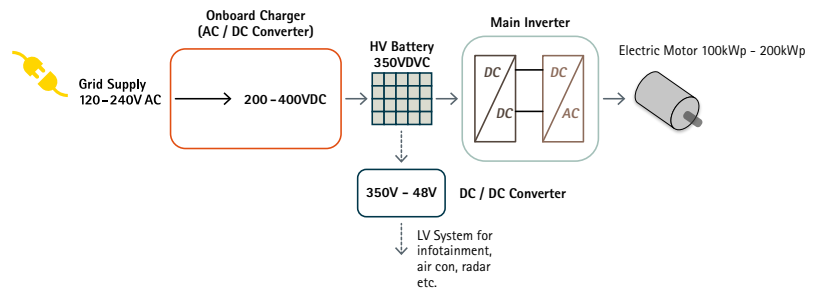 Onboard Charger
(AC / DC Converter)
Grid Supply
120–240V AC
200–400VDC
HV Battery
350VDVC
Main Inverter
DC
DC
DC
AC
Electric Motor 100kWp - 200kWp
350V – 48V
DC / DC Converter
LV System for
infotainment,
air con, radar
etc.